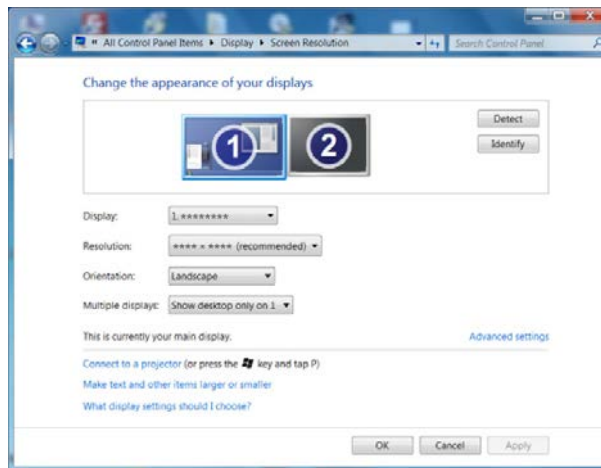 « All Control Panel Items ▸ Display ▸ Screen Resolution
Search Control Panel
Change the appearance of your displays
1
2
Detect
Identify
Display: 1. ********
Resolution: **** × **** (recommended)
Orientation: Landscape
Multiple displays: Show desktop only on 1
This is currently your main display.
Advanced settings
Connect to a projector (or press the key and tap P)
Make text and other items larger or smaller
What display settings should I choose?
OK
Cancel
Apply